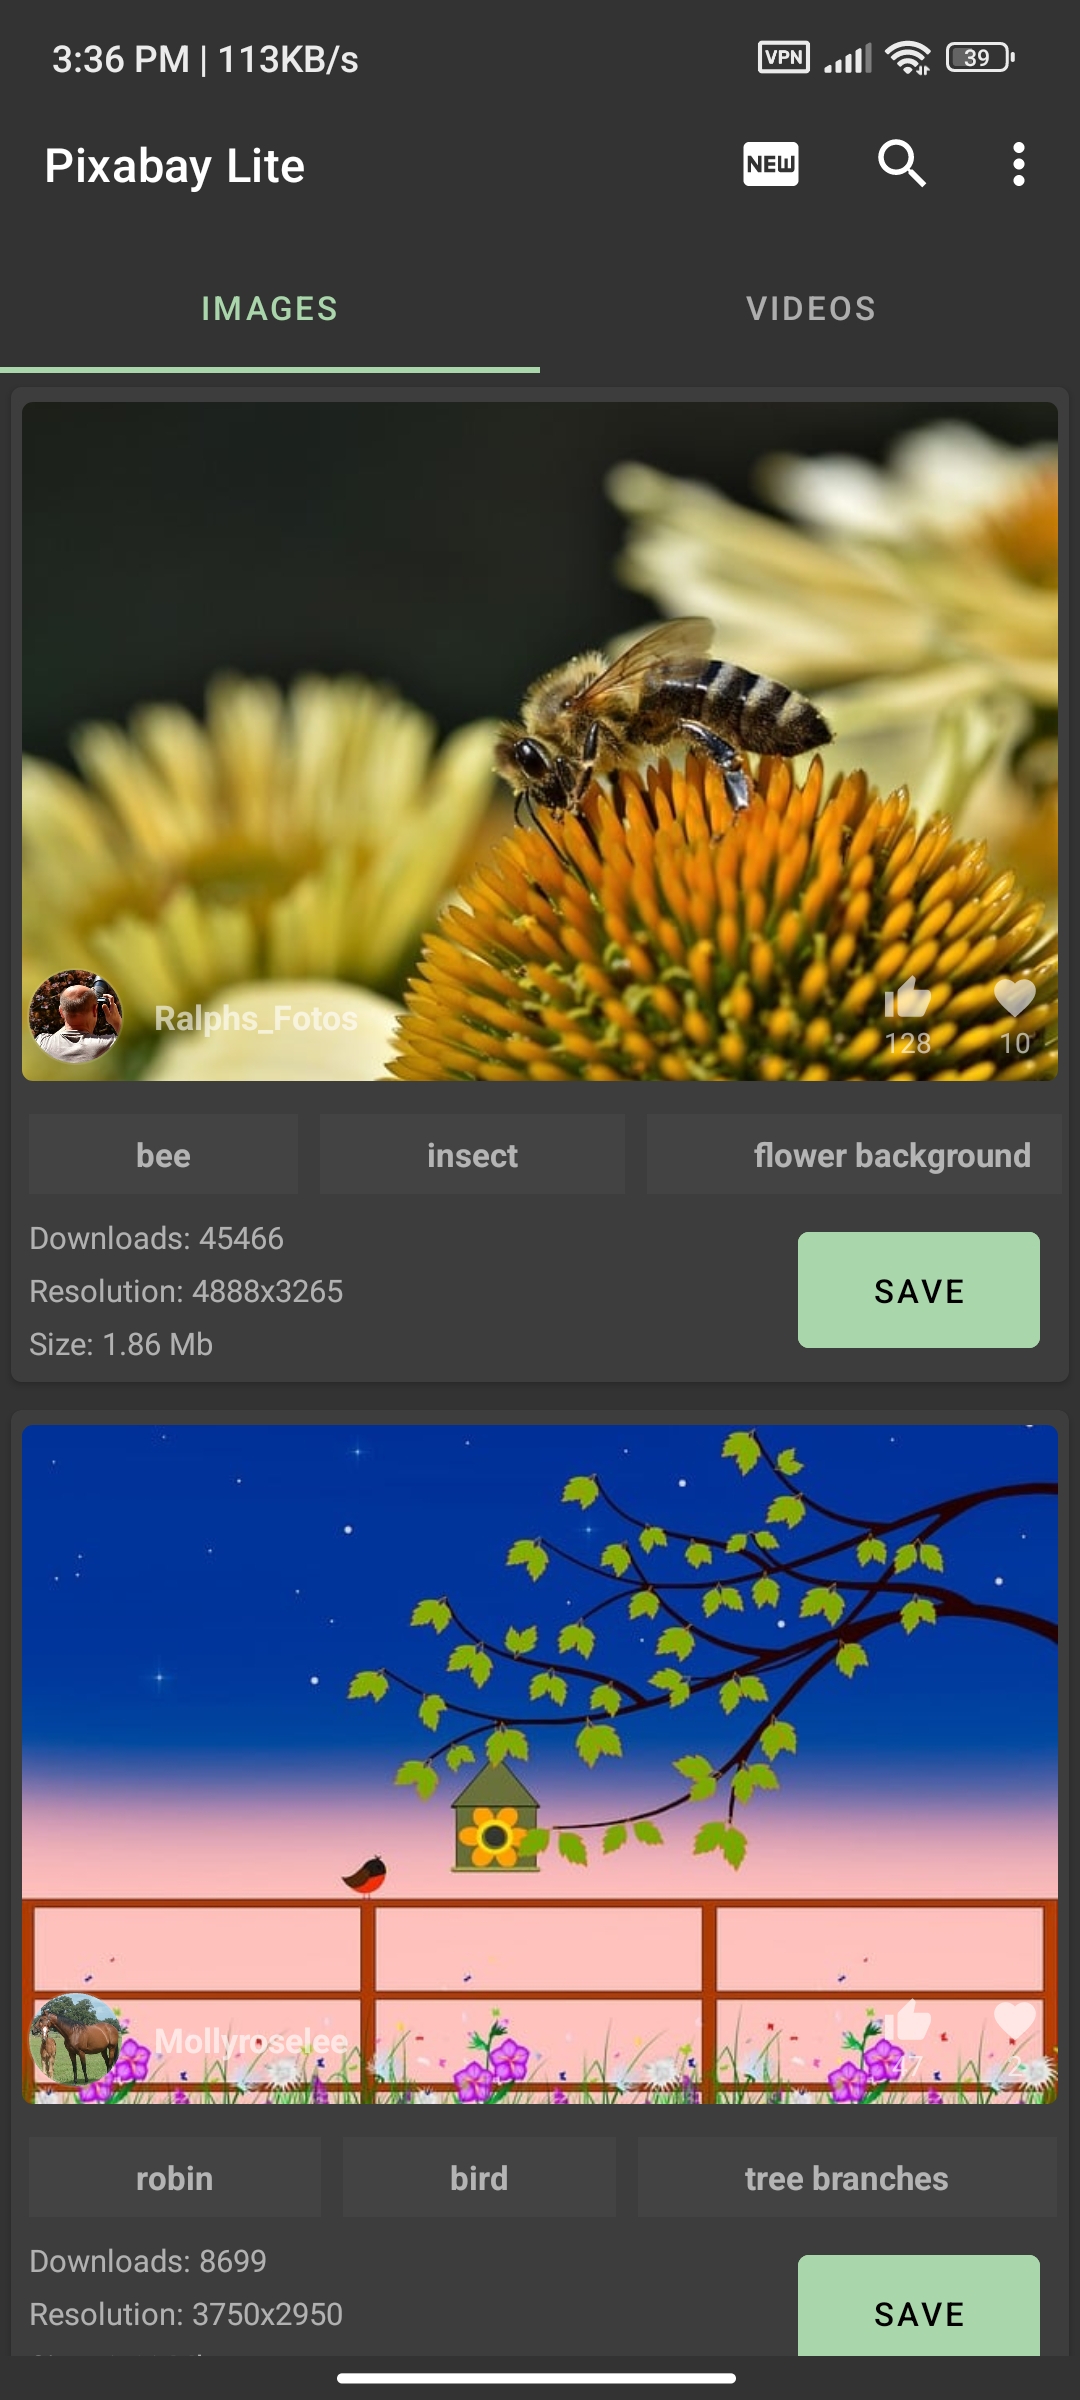 3:36 PM | 113KB/s
VPN
39
Pixabay Lite
NEW
IMAGES
VIDEOS
Ralphs_Fotos
128
10
bee
insect
flower background
Downloads: 45466
Resolution: 4888x3265
Size: 1.86 Mb
SAVE
Mollyroselee
47
2
robin
bird
tree branches
Downloads: 8699
Resolution: 3750x2950
SAVE